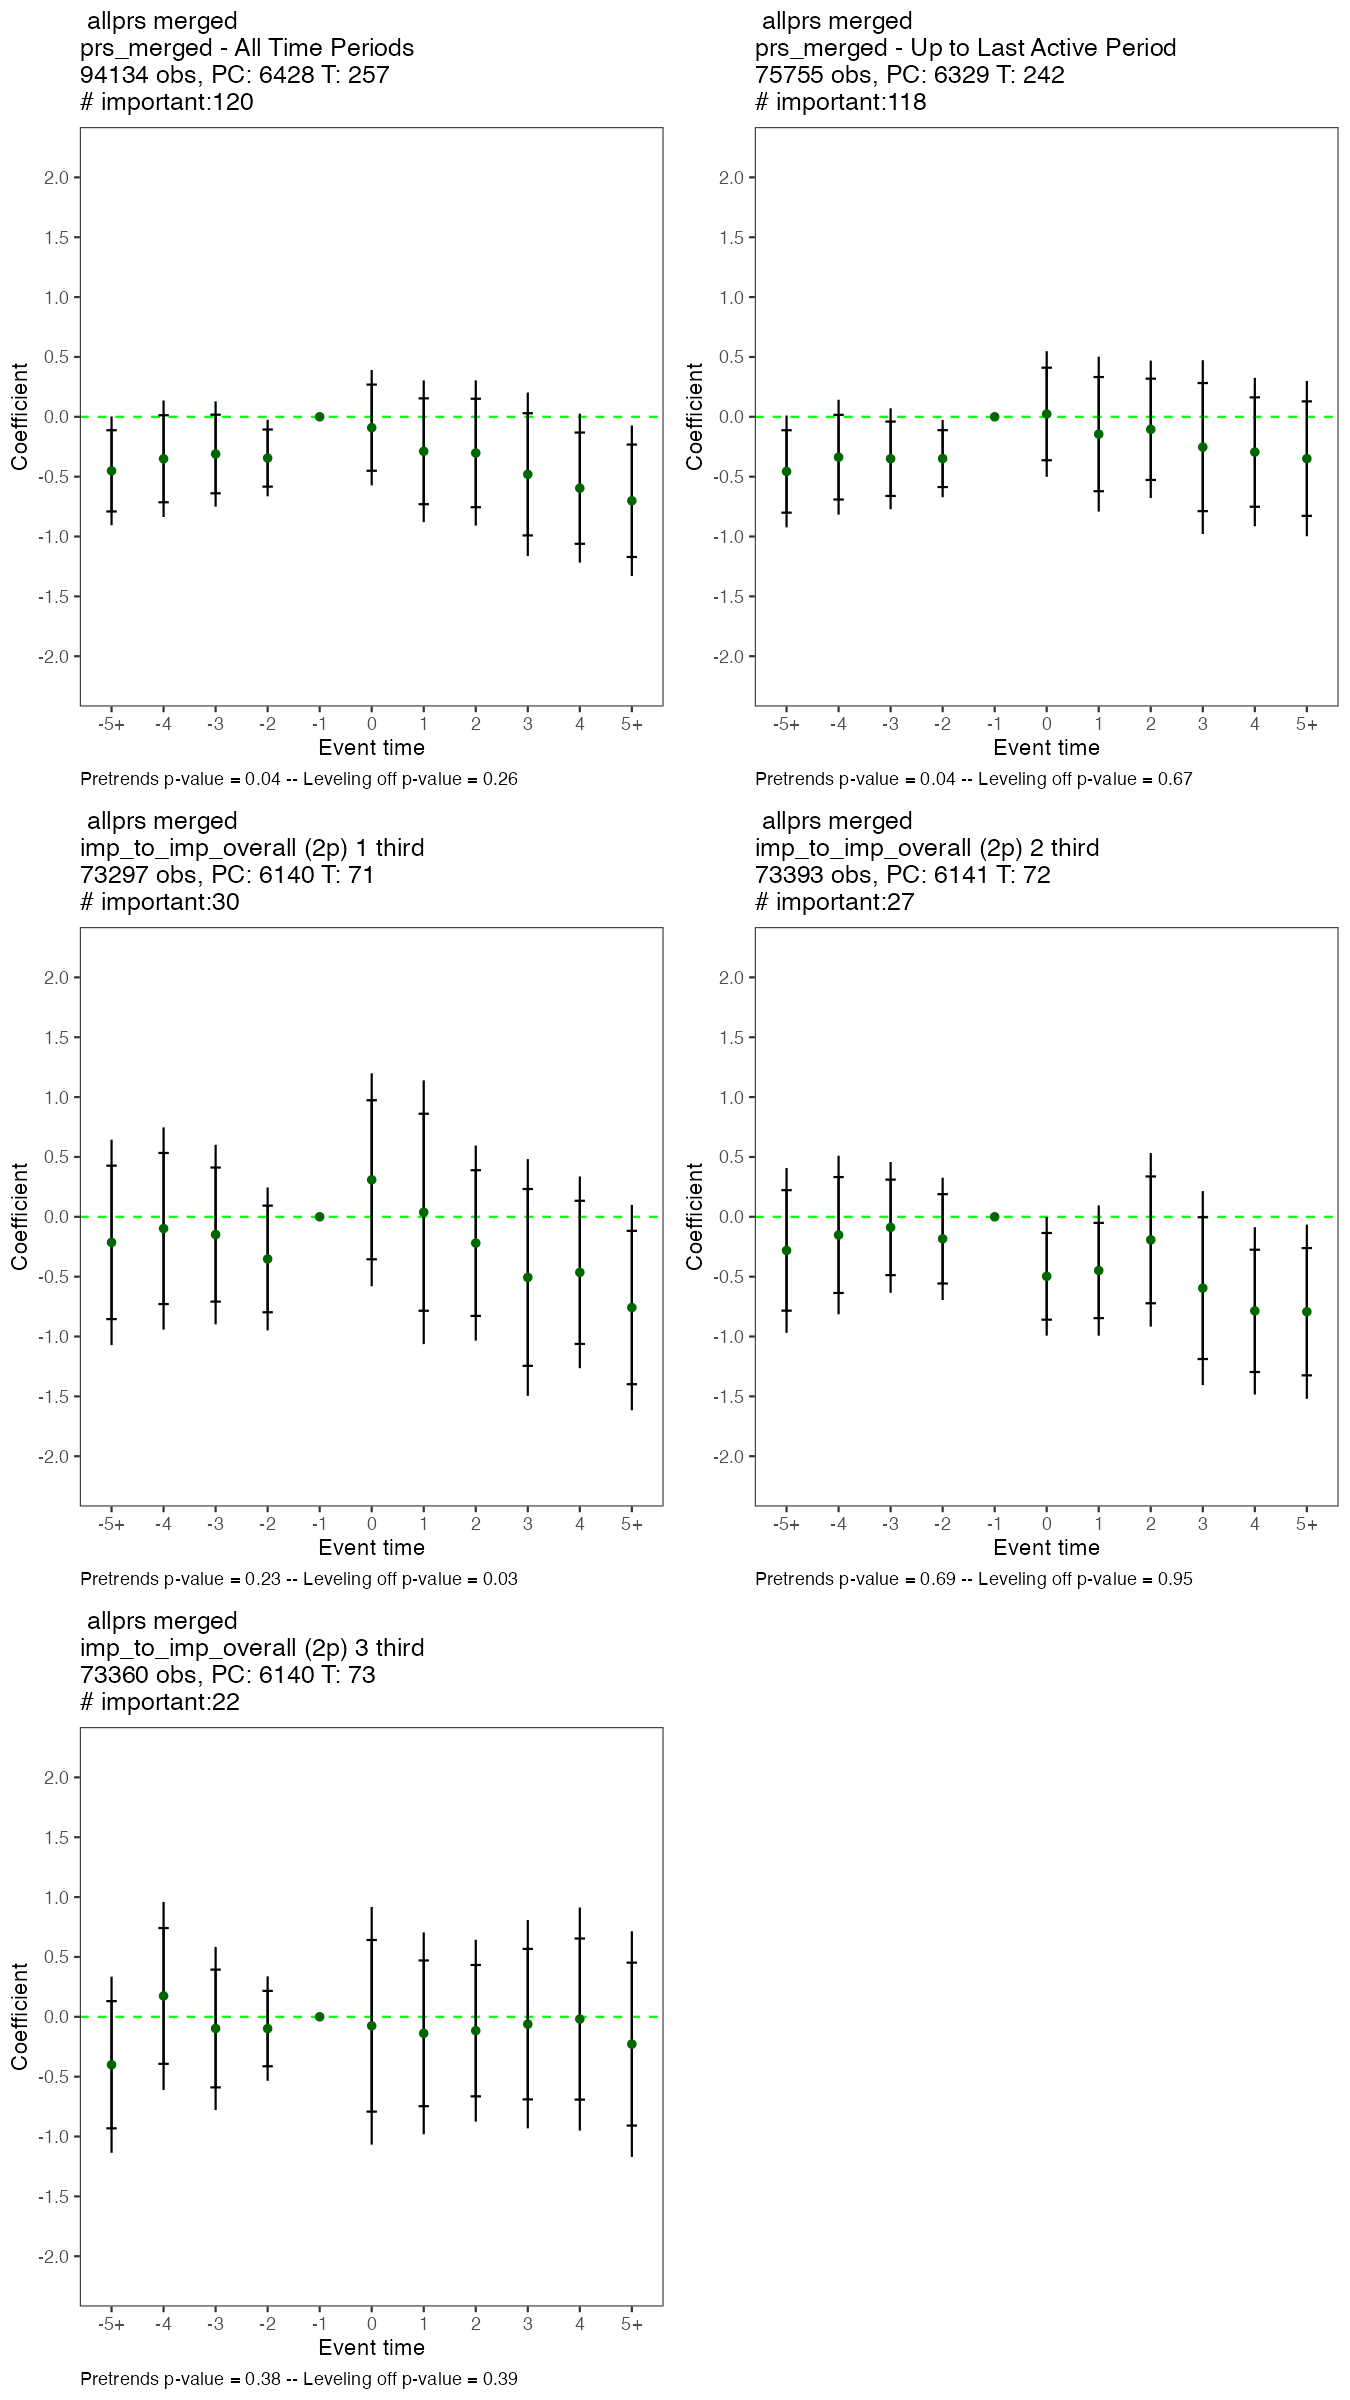 allprs merged
prs_merged - All Time Periods
94134 obs, PC: 6428 T: 257
# important:120
2.0
1.5
1.0
0.5
0.0
-0.5
-1.0
-1.5
-2.0
Coefficient
-5+ -4 -3 -2 -1 0 1 2 3 4 5+
Event time
Pretrends p-value = 0.04 -- Leveling off p-value = 0.26
allprs merged
prs_merged - Up to Last Active Period
75755 obs, PC: 6329 T: 242
# important:118
2.0
1.5
1.0
0.5
0.0
-0.5
-1.0
-1.5
-2.0
Coefficient
-5+ -4 -3 -2 -1 0 1 2 3 4 5+
Event time
Pretrends p-value = 0.04 -- Leveling off p-value = 0.67
allprs merged
imp_to_imp_overall (2p) 1 third
73297 obs, PC: 6140 T: 71
# important:30
2.0
1.5
1.0
0.5
0.0
-0.5
-1.0
-1.5
-2.0
Coefficient
-5+ -4 -3 -2 -1 0 1 2 3 4 5+
Event time
Pretrends p-value = 0.23 -- Leveling off p-value = 0.03
allprs merged
imp_to_imp_overall (2p) 2 third
73393 obs, PC: 6141 T: 72
# important:27
2.0
1.5
1.0
0.5
0.0
-0.5
-1.0
-1.5
-2.0
Coefficient
-5+ -4 -3 -2 -1 0 1 2 3 4 5+
Event time
Pretrends p-value = 0.69 -- Leveling off p-value = 0.95
allprs merged
imp_to_imp_overall (2p) 3 third
73360 obs, PC: 6140 T: 73
# important:22
2.0
1.5
1.0
0.5
0.0
-0.5
-1.0
-1.5
-2.0
Coefficient
-5+ -4 -3 -2 -1 0 1 2 3 4 5+
Event time
Pretrends p-value = 0.38 -- Leveling off p-value = 0.39